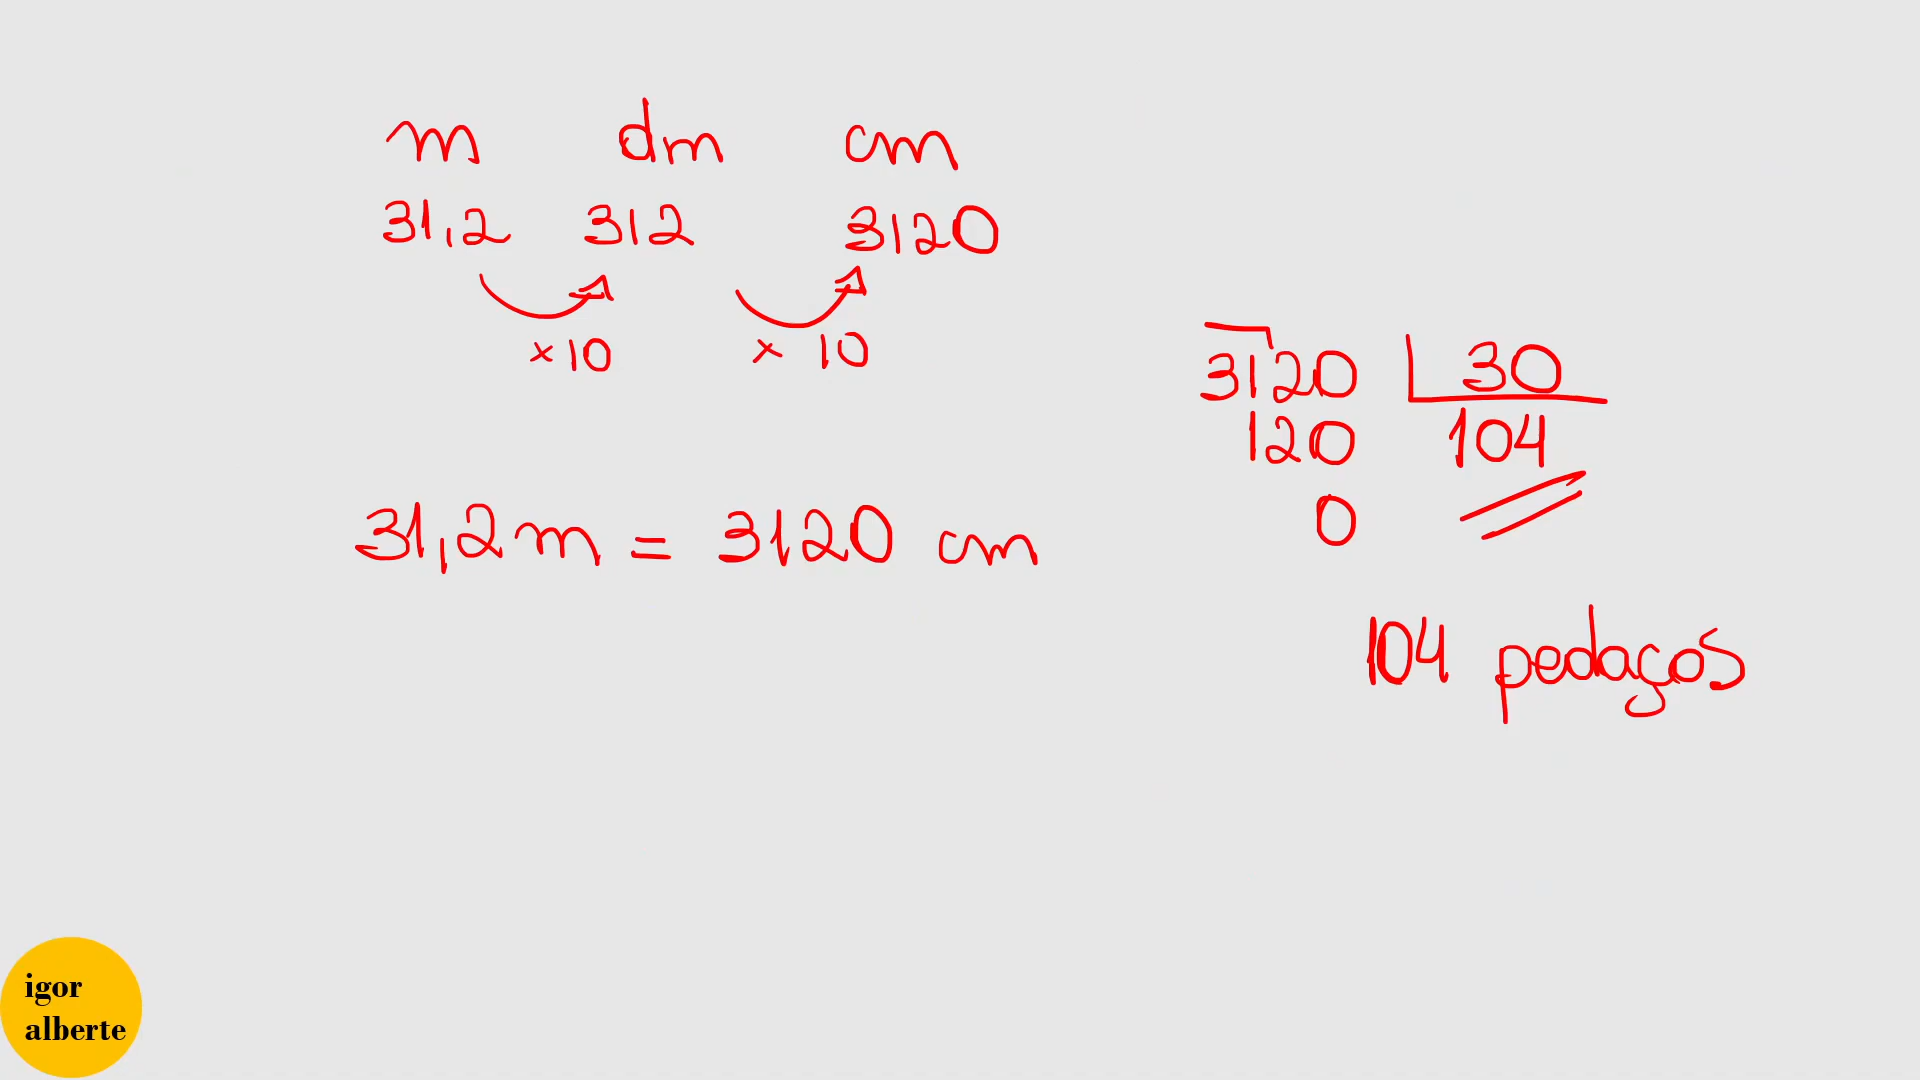 m dm cm
31,2 312 3120
×10 × 10
3120 30
120 104
0
31,2 m = 3120 cm
104 pedaços
igor
alberte